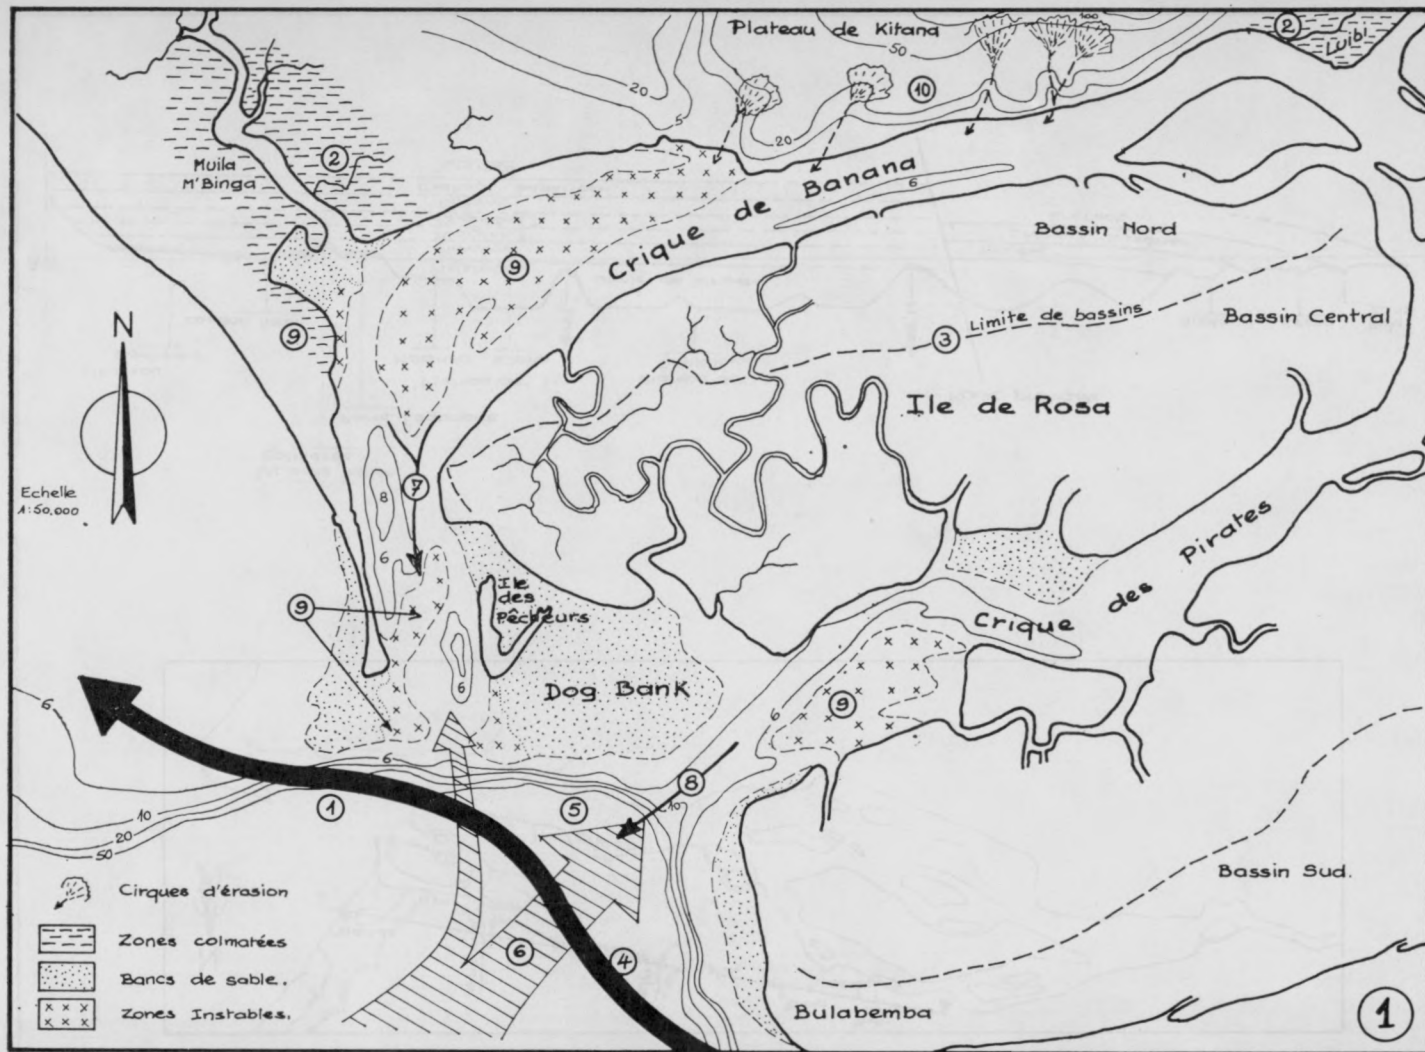 Plateau de Kitana
100
50
20
5
20
10
2
Luibi
Muila
M'Binga
2
Crique de Banana
6
Bassin Nord
9
9
Limite de bassins
3
Bassin Central
Ile de Rosa
N
Echelle
1:50,000
8
7
6
Ile
des
Pêcheurs
9
6
Dog Bank
Crique des Pirates
6
9
6
6
10
20
50
1
5
8
10
6
4
Bassin Sud.
Bulabemba
Cirques d'érasion
Zones colmatées
Bancs de sable.
Zones Instables.
1